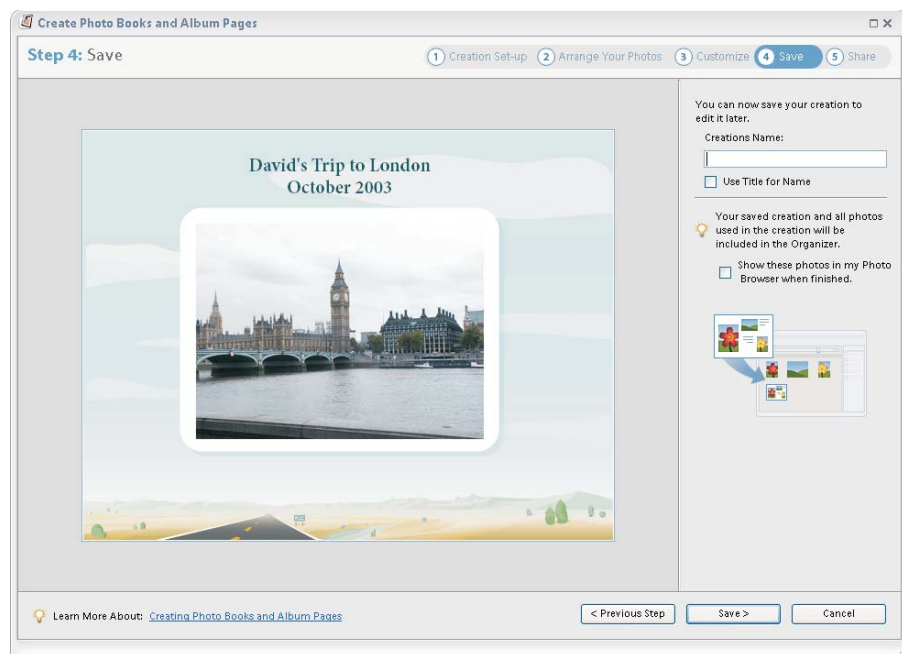 Create Photo Books and Album Pages
Step 4: Save
1 Creation Set-up 2 Arrange Your Photos 3 Customize 4 Save 5 Share
David's Trip to London
October 2003
You can now save your creation to
edit it later.
Creations Name:
Use Title for Name
Your saved creation and all photos
used in the creation will be
included in the Organizer.
Show these photos in my Photo
Browser when finished.
Learn More About: Creating Photo Books and Album Pages
< Previous Step
Save >
Cancel